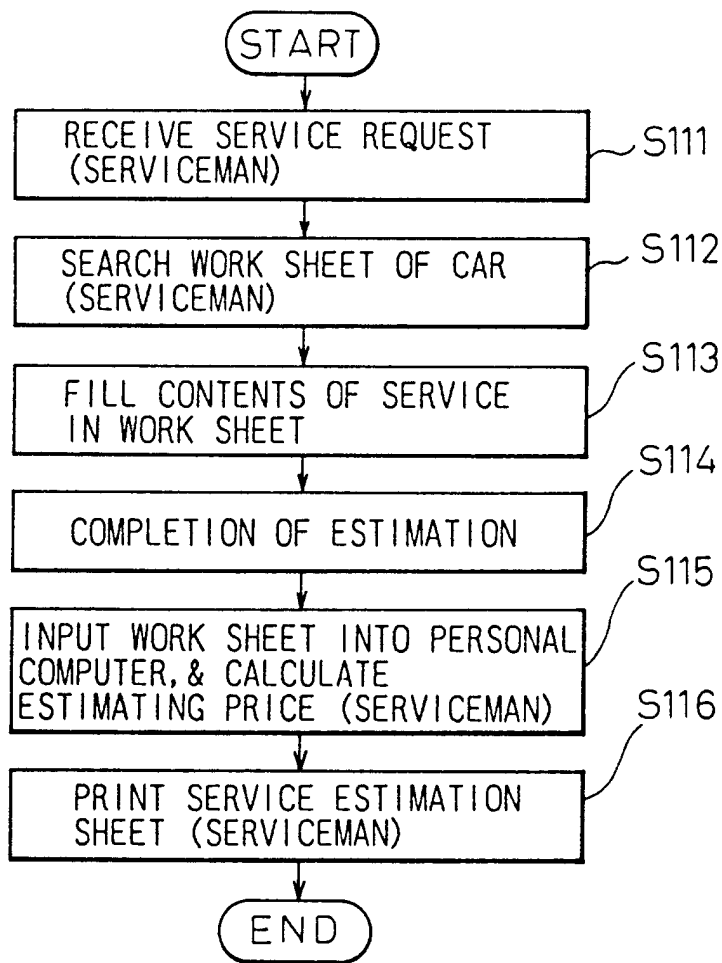 START
RECEIVE SERVICE REQUEST
(SERVICEMAN)
S111
SEARCH WORK SHEET OF CAR
(SERVICEMAN)
S112
FILL CONTENTS OF SERVICE
IN WORK SHEET
S113
COMPLETION OF ESTIMATION
S114
INPUT WORK SHEET INTO PERSONAL
COMPUTER,& CALCULATE
ESTIMATING PRICE (SERVICEMAN)
S115
PRINT SERVICE ESTIMATION
SHEET (SERVICEMAN)
S116
END